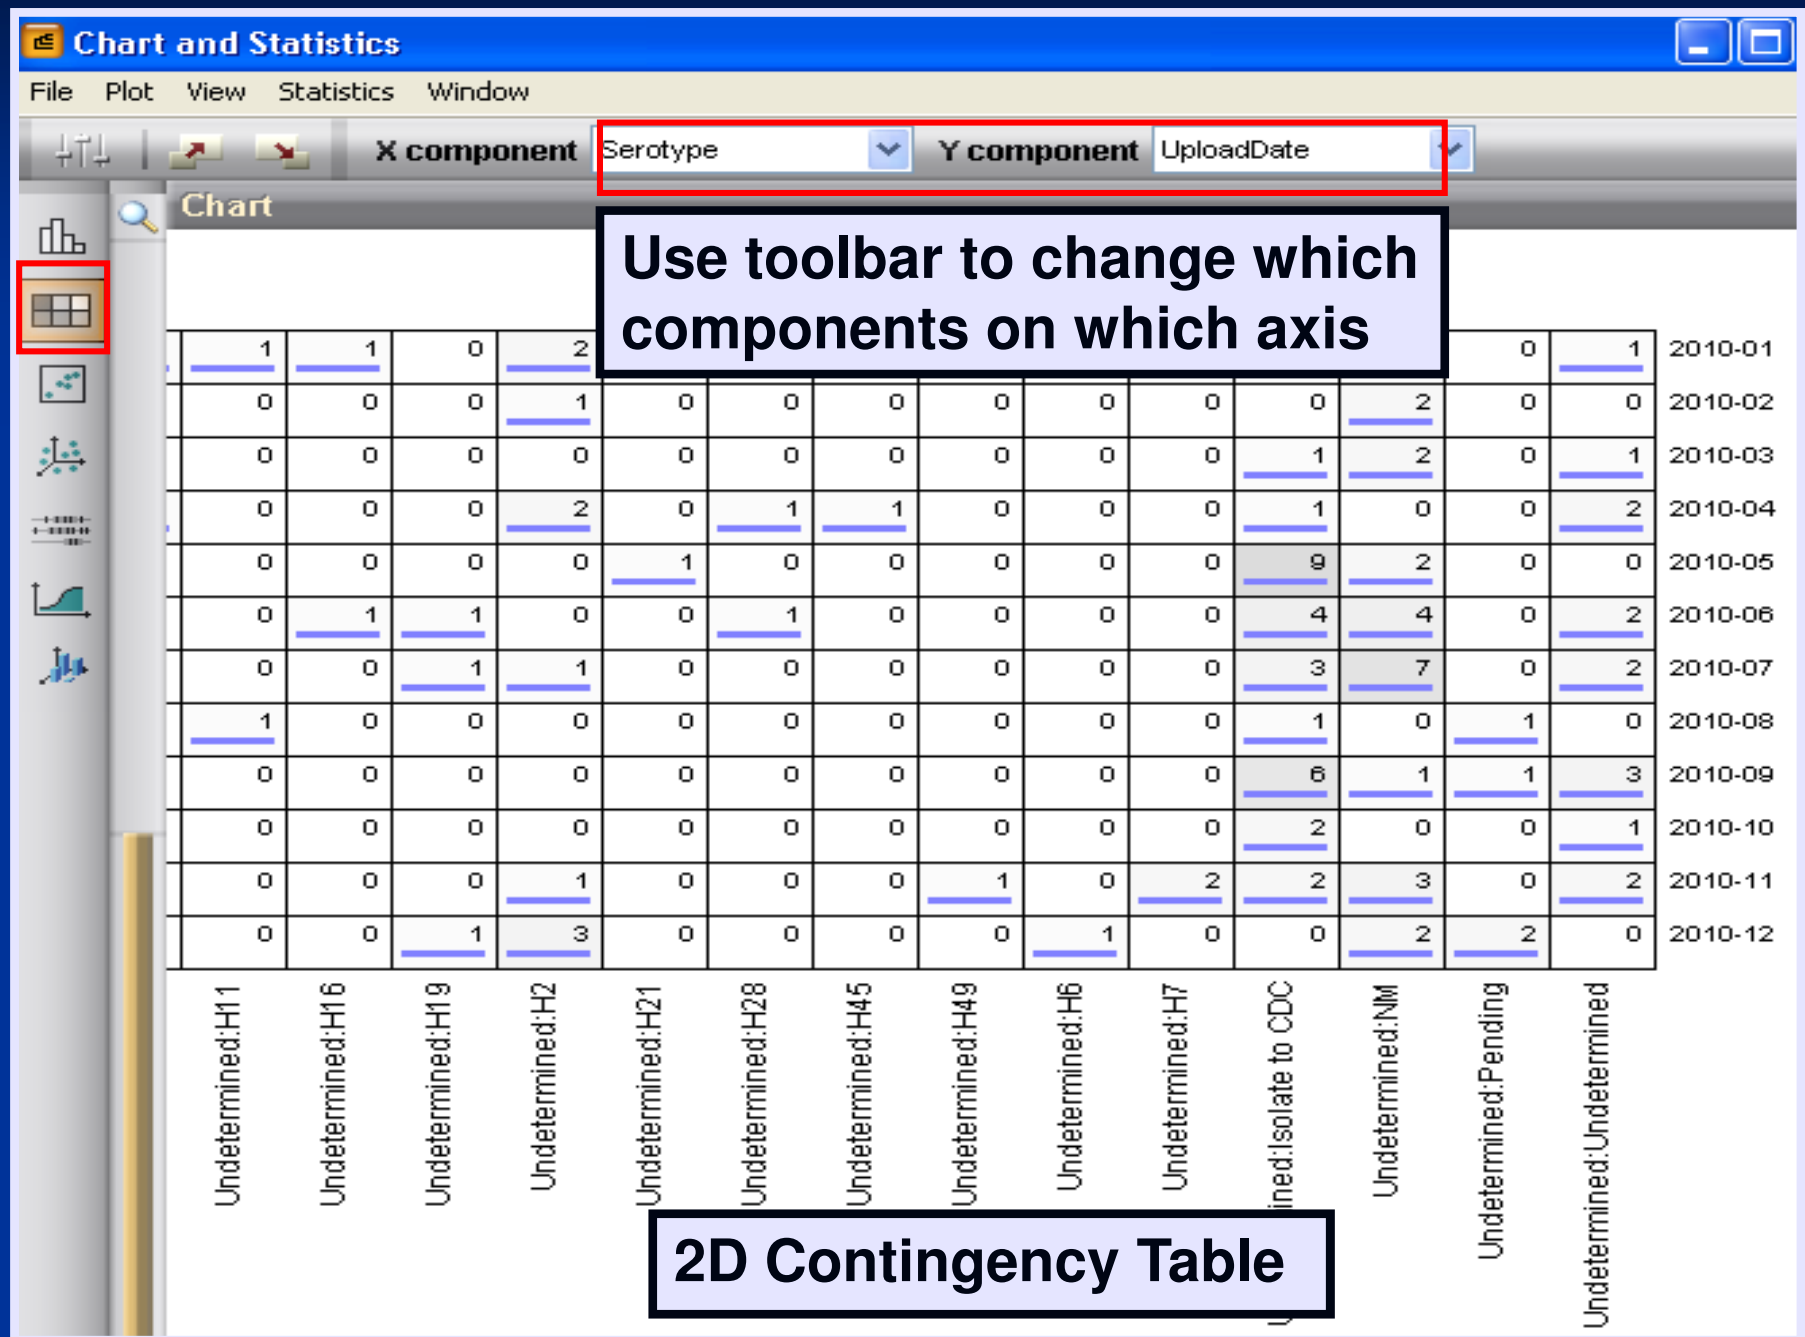 Chart and Statistics
File Plot View Statistics Window
X component Serotype Y component UploadDate
Chart
Use toolbar to change which
components on which axis
1 1 0 2 0 1 2010-01
0 0 0 1 0 0 0 0 0 0 0 2 0 0 2010-02
0 0 0 0 0 0 0 0 0 0 1 2 0 1 2010-03
0 0 0 2 0 1 1 0 0 0 1 0 0 2 2010-04
0 0 0 0 1 0 0 0 0 0 9 2 0 0 2010-05
0 1 1 0 0 1 0 0 0 0 4 4 0 2 2010-06
0 0 1 1 0 0 0 0 0 0 3 7 0 2 2010-07
1 0 0 0 0 0 0 0 0 0 1 0 1 0 2010-08
0 0 0 0 0 0 0 0 0 0 6 1 1 3 2010-09
0 0 0 0 0 0 0 0 0 0 2 0 0 1 2010-10
0 0 0 1 0 0 0 1 0 2 2 3 0 2 2010-11
0 0 1 3 0 0 0 0 1 0 0 2 2 0 2010-12
Undetermined:H11
Undetermined:H16
Undetermined:H19
Undetermined:H2
Undetermined:H21
Undetermined:H28
Undetermined:H45
Undetermined:H49
Undetermined:H6
Undetermined:H7
ined:Isolate to CDC
Undetermined:NM
Undetermined:Pending
Undetermined:Undetermined
2D Contingency Table